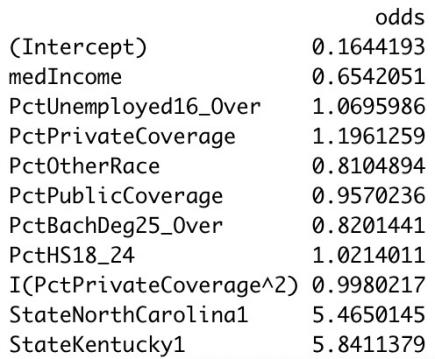 odds
(Intercept) 0.1644193
medIncome 0.6542051
PctUnemployed16_Over 1.0695986
PctPrivateCoverage 1.1961259
PctOtherRace 0.8104894
PctPublicCoverage 0.9570236
PctBachDeg25_Over 0.8201441
PctHS18_24 1.0214011
I(PctPrivateCoverage^2) 0.9980217
StateNorthCarolina1 5.4650145
StateKentucky1 5.8411379